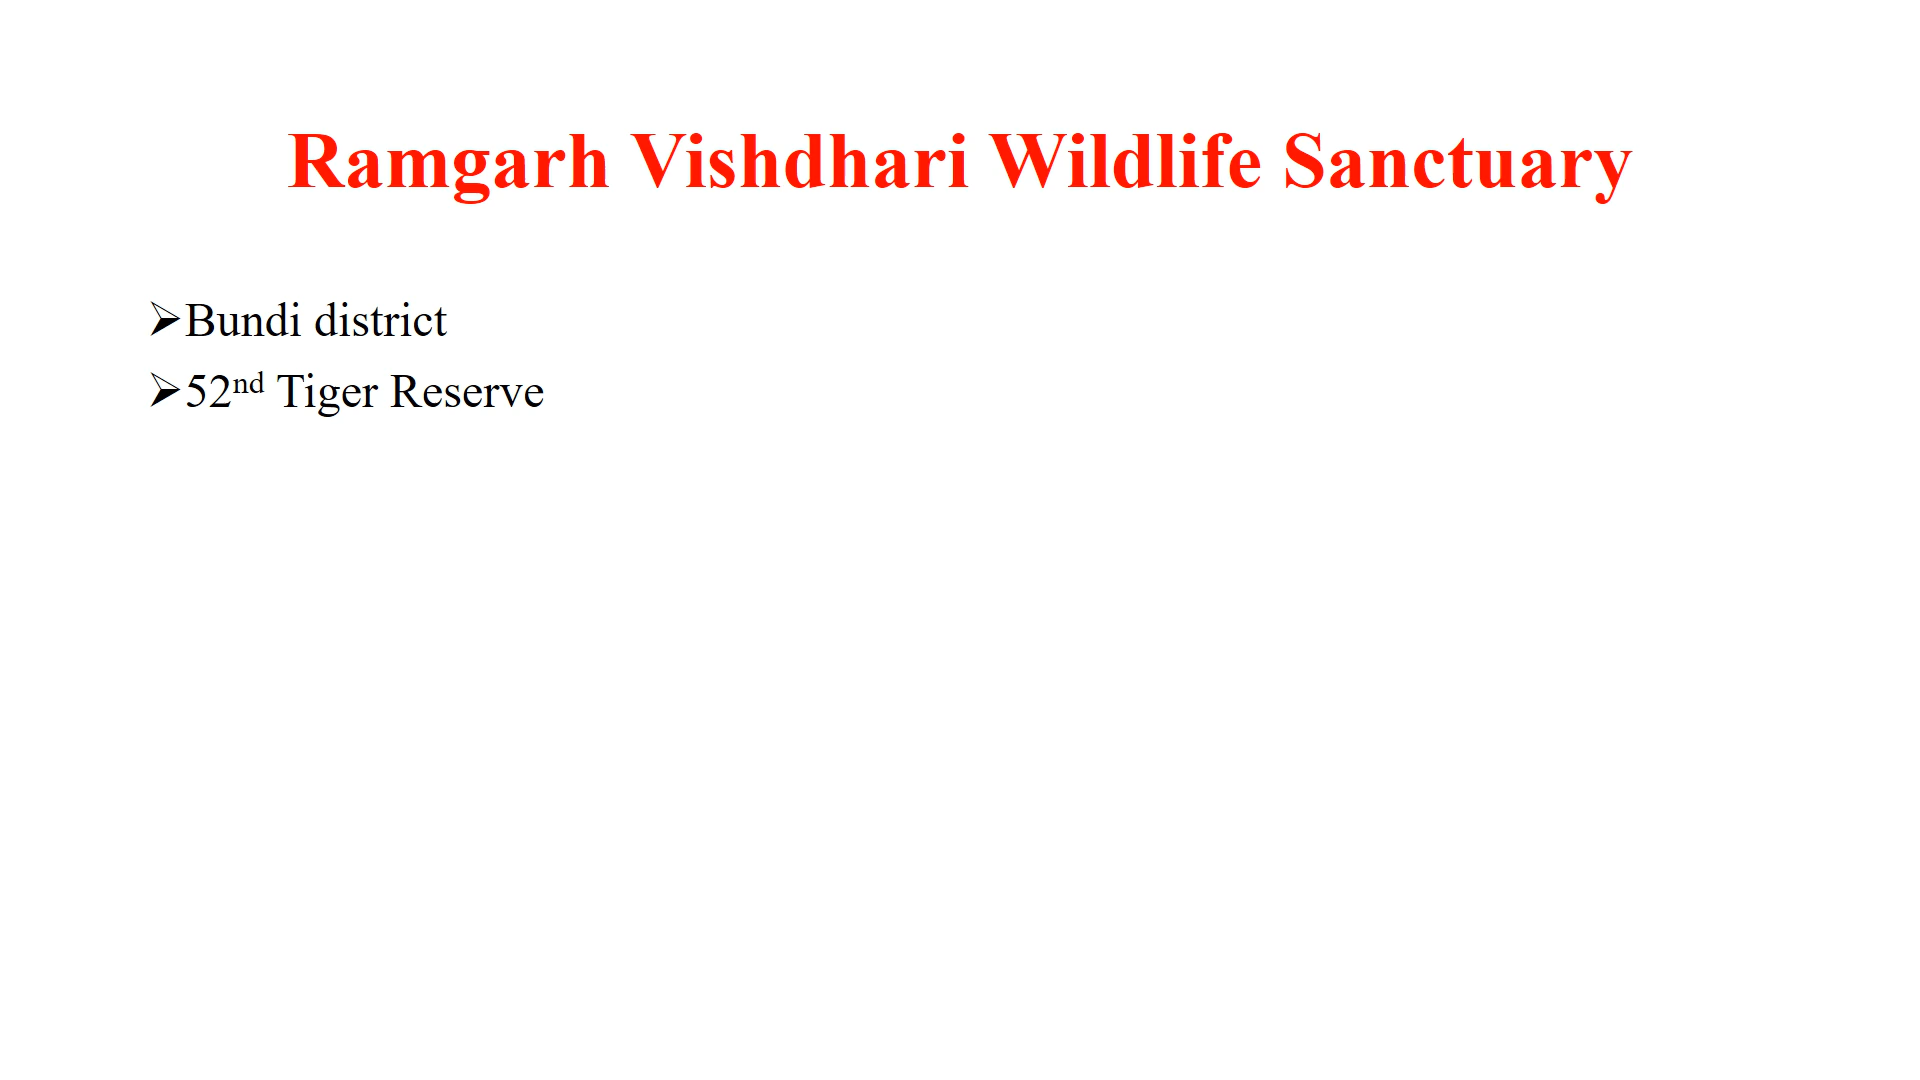 Ramgarh Vishdhari Wildlife Sanctuary
➢Bundi district
➢52nd Tiger Reserve